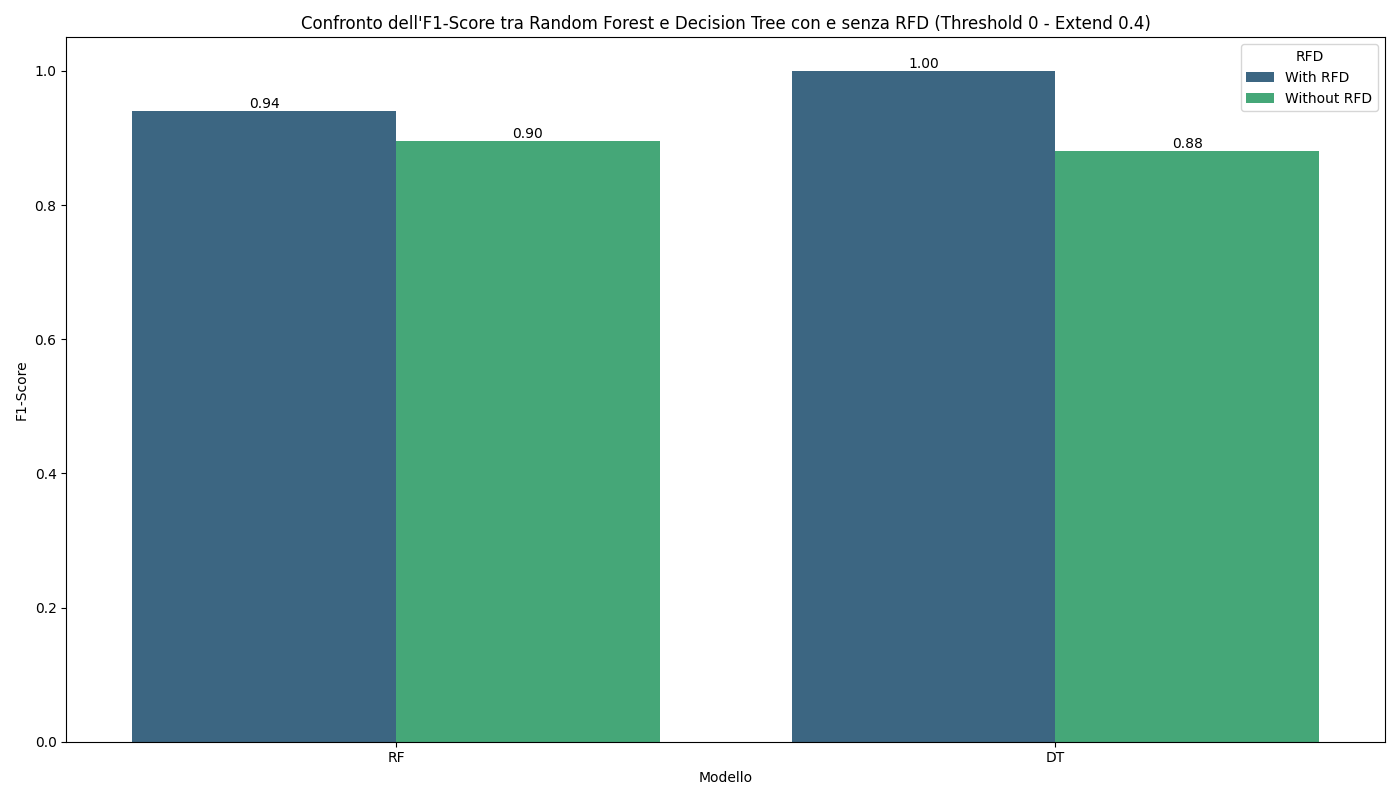 Confronto dell'F1-Score tra Random Forest e Decision Tree con e senza RFD (Threshold 0 - Extend 0.4)
RFD
With RFD
Without RFD
1.0
0.8
0.6
0.4
0.2
0.0
F1-Score
0.94
0.90
1.00
0.88
RF
DT
Modello